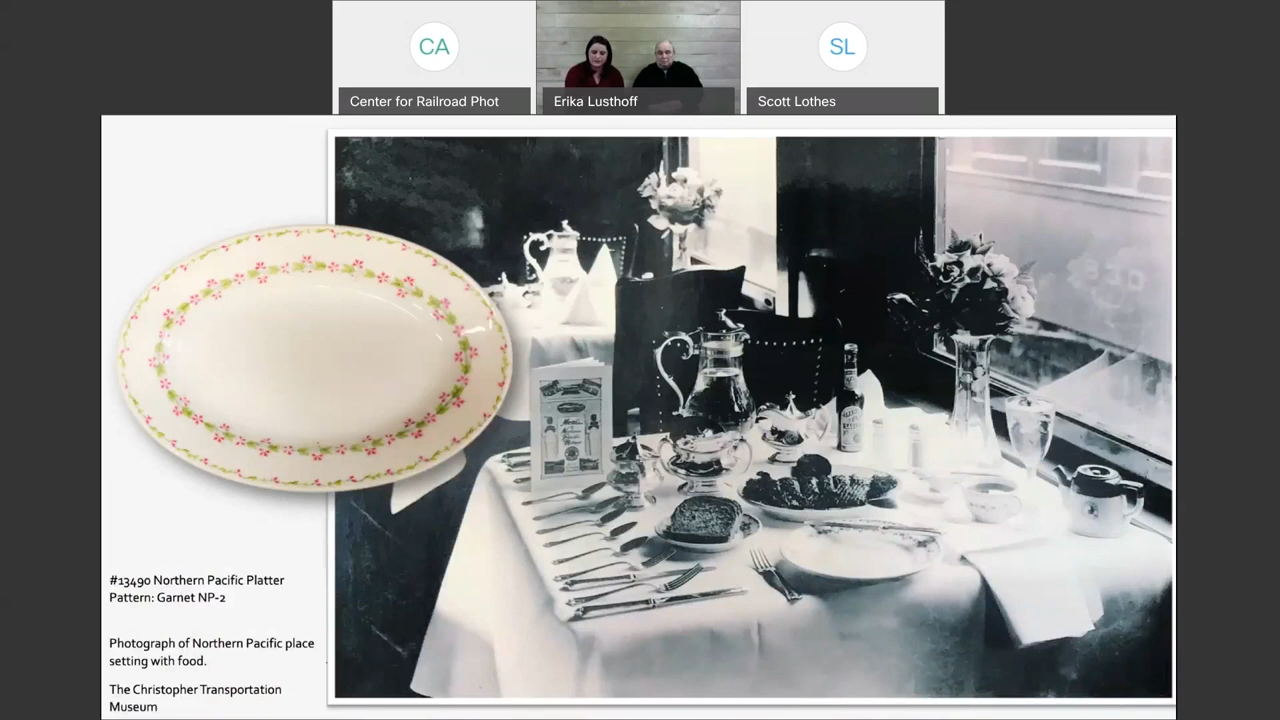 CA
SL
Center for Railroad Phot
Erika Lusthoff
Scott Lothes
#13490 Northern Pacific Platter
Pattern: Garnet NP-2
Photograph of Northern Pacific place
setting with food.
The Christopher Transportation
Museum